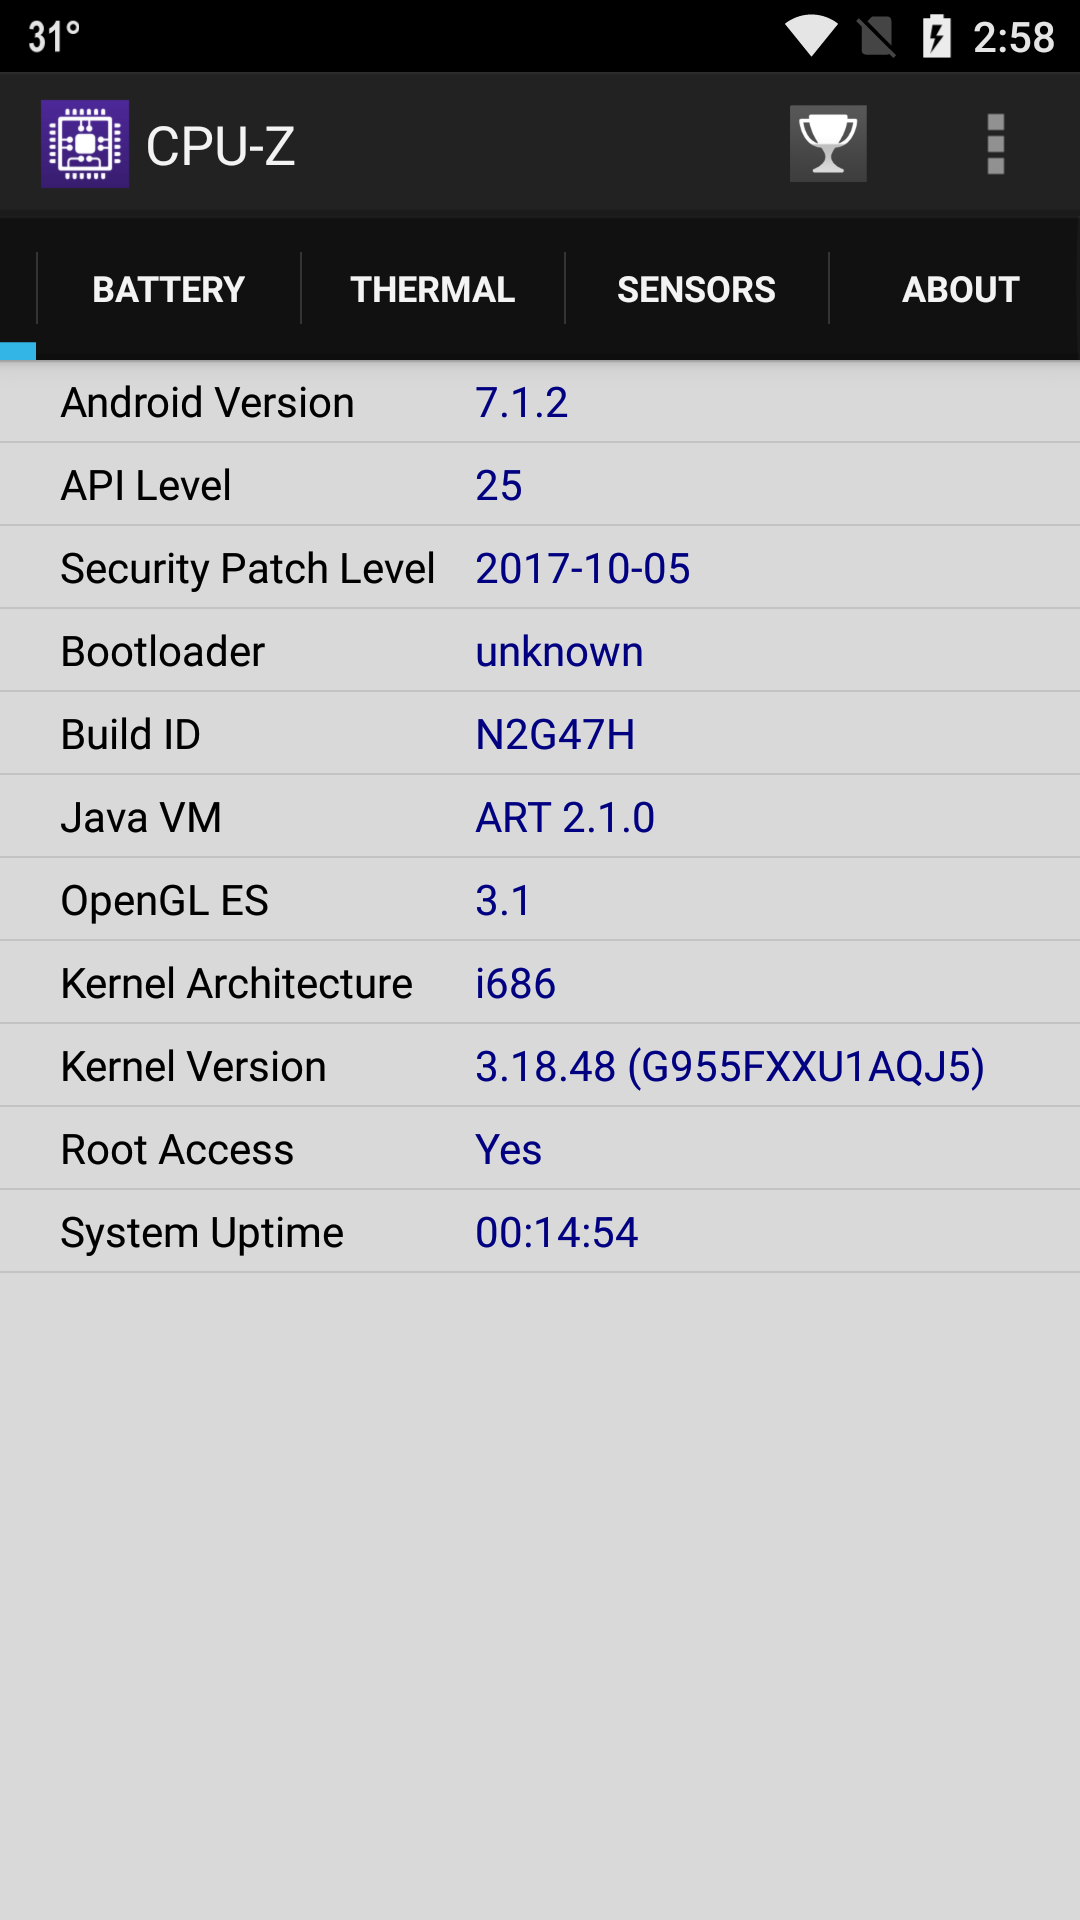 31° 2:58
CPU-Z
BATTERY THERMAL SENSORS ABOUT
Android Version 7.1.2
API Level 25
Security Patch Level 2017-10-05
Bootloader unknown
Build ID N2G47H
Java VM ART 2.1.0
OpenGL ES 3.1
Kernel Architecture i686
Kernel Version 3.18.48 (G955FXXU1AQJ5)
Root Access Yes
System Uptime 00:14:54